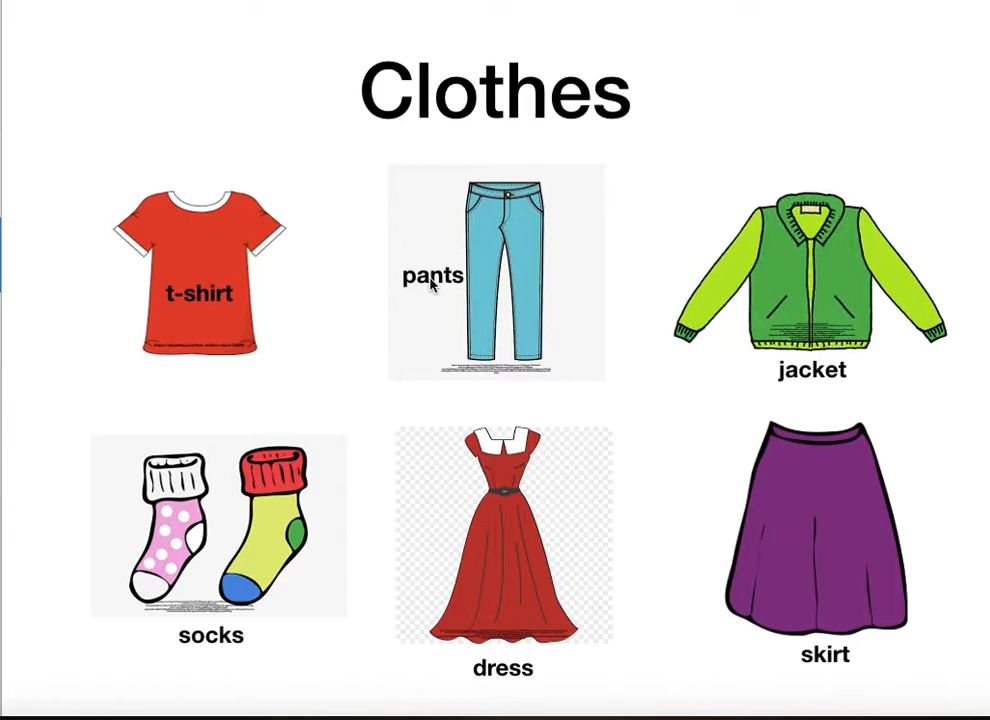 Clothes
t-shirt
pants
jacket
socks
dress
skirt